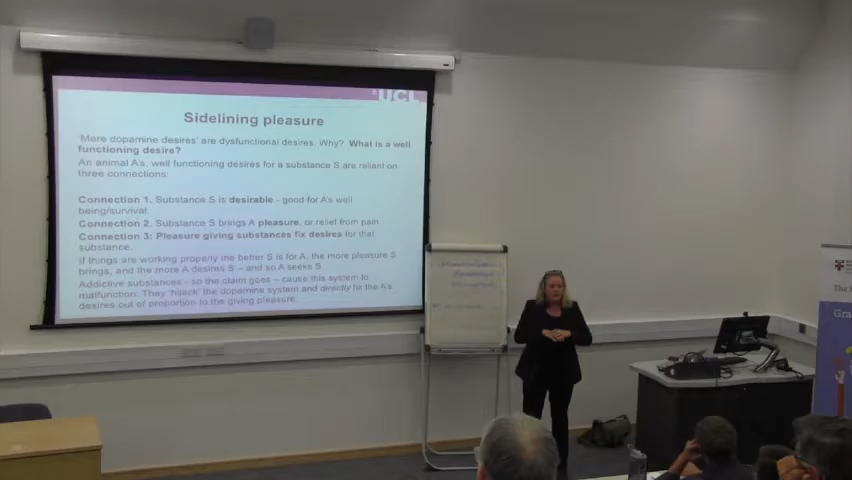 UCL
Sidelining pleasure
'Mere dopamine desires' are dysfunctional desires. Why? What is a well
functioning desire?
An animal A's, well functioning desires for a substance S are reliant on
three connections:
Connection 1. Substance S is desirable - good for A's well
being/survival.
Connection 2. Substance S brings A pleasure, or relief from pain.
Connection 3: Pleasure giving substances fix desires for that
substance.
If things are working properly the better S is for A, the more pleasure S
brings, and the more A desires S – and so A seeks S.
Addictive substances - so the claim goes – cause this system to
malfunction: They 'hijack' the dopamine system and directly fix the A's
desires out of proportion to the giving pleasure.
The
Gra